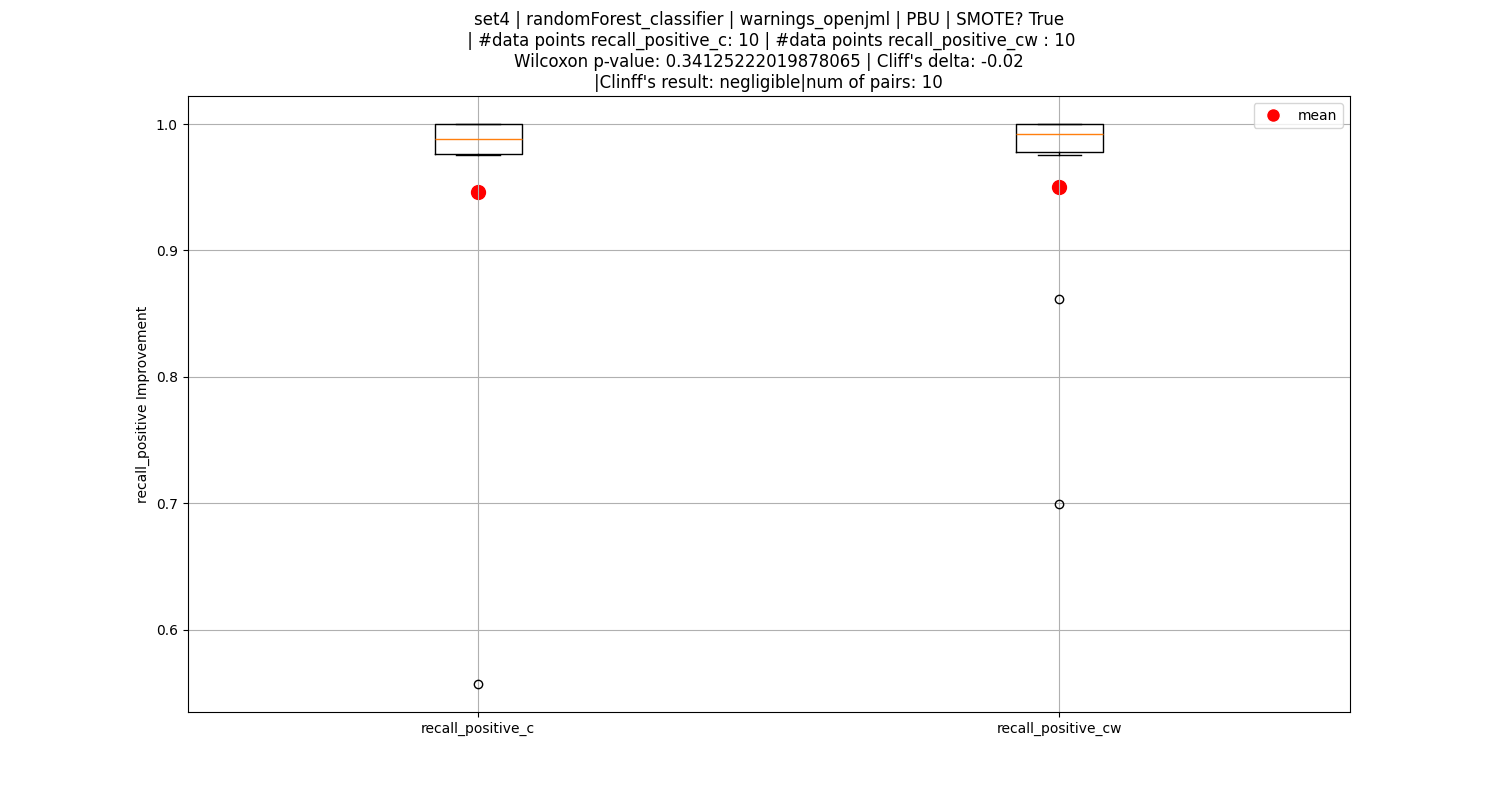 set4 | randomForest_classifier | warnings_openjml | PBU | SMOTE? True
| #data points recall_positive_c: 10 | #data points recall_positive_cw : 10
Wilcoxon p-value: 0.34125222019878065 | Cliff's delta: -0.02
|Clinff's result: negligible|num of pairs: 10
mean
1.0
0.9
0.8
0.7
0.6
recall_positive Improvement
recall_positive_c
recall_positive_cw